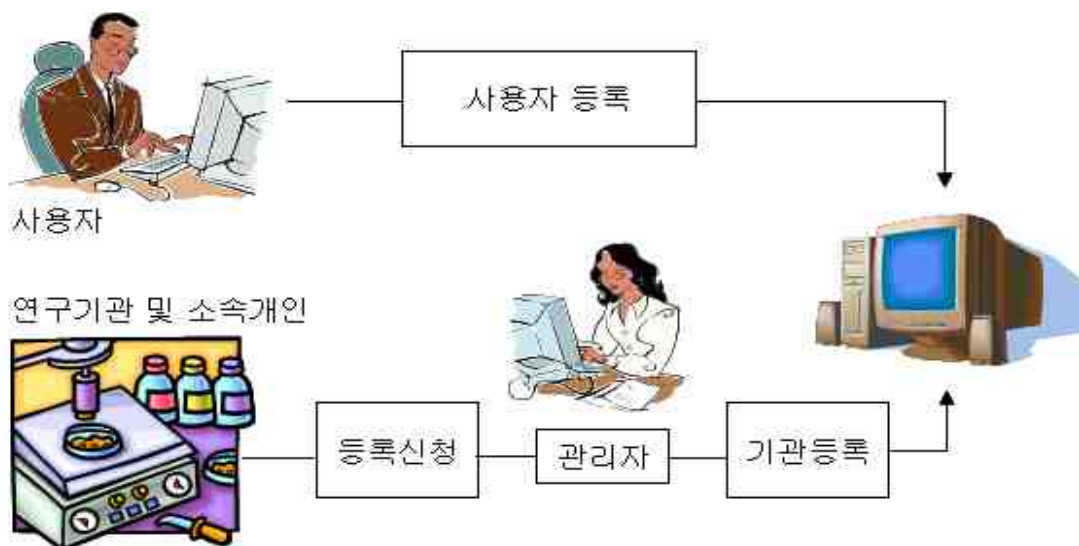 사용자 등록
사용자
연구기관 및 소속개인
등록신청
관리자
기관등록